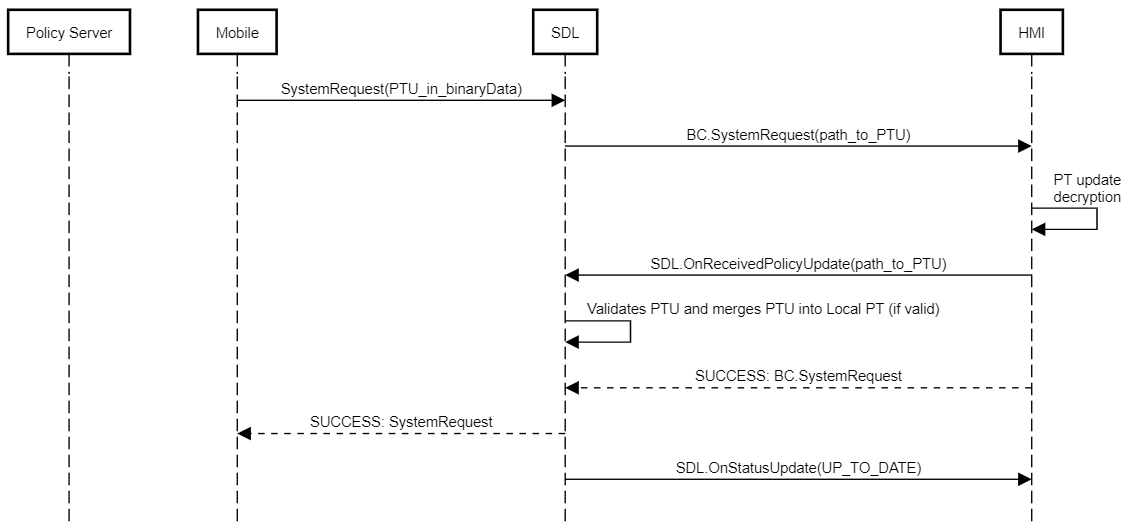 Policy Server
Mobile
SDL
HMI
SystemRequest(PTU_in_binaryData)
BC.SystemRequest(path_to_PTU)
PT update
decryption
SDL.OnReceivedPolicyUpdate(path_to_PTU)
Validates PTU and merges PTU into Local PT (if valid)
SUCCESS: BC.SystemRequest
SUCCESS: SystemRequest
SDL.OnStatusUpdate(UP_TO_DATE)